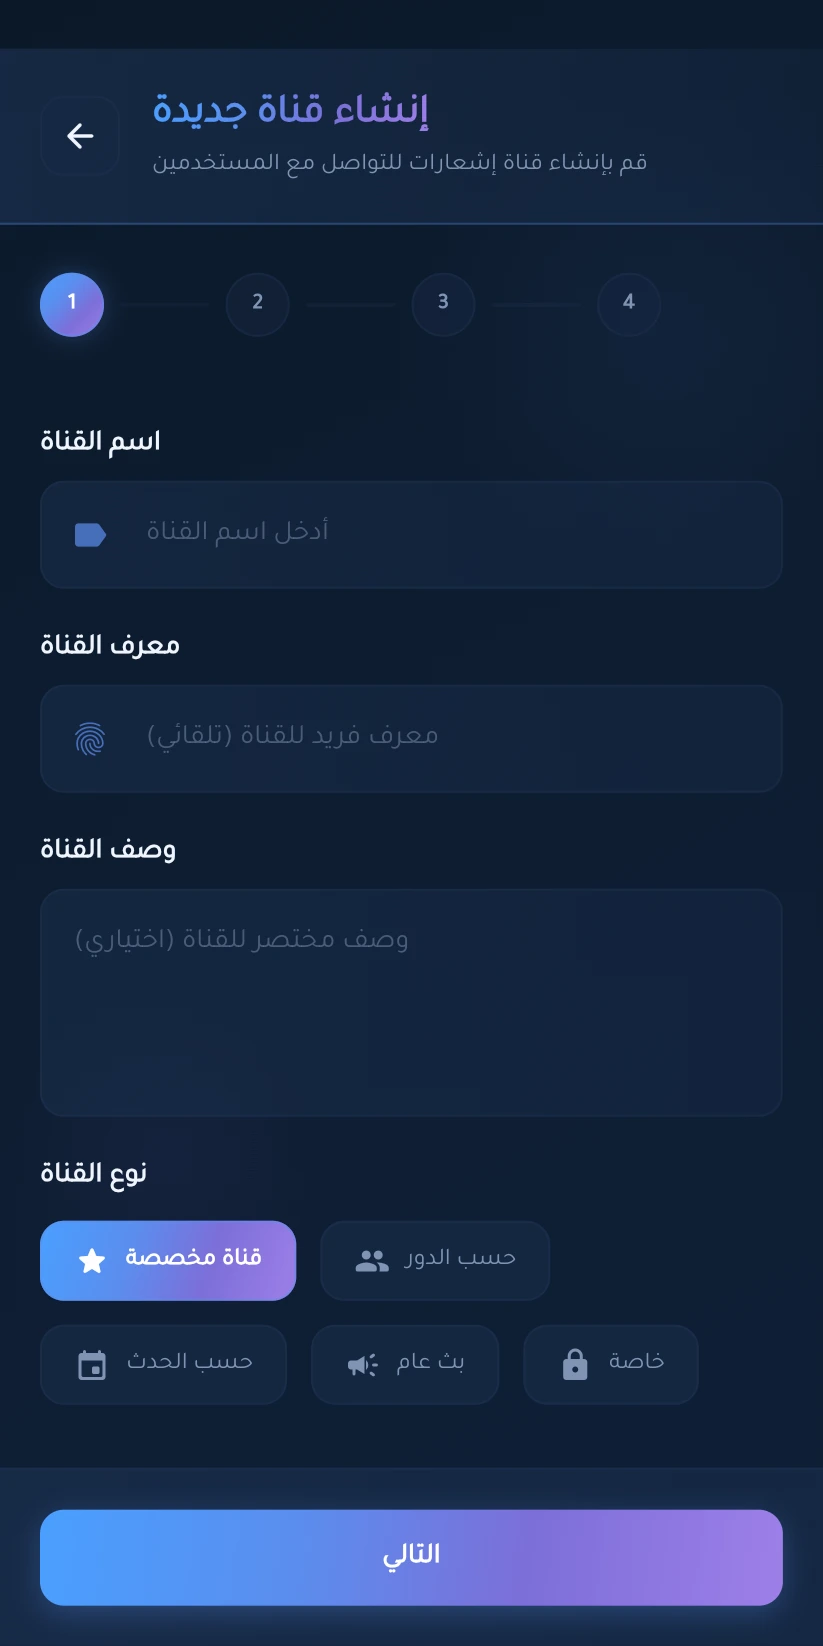 إنشاء قناة جديدة
قم بإنشاء قناة إشعارات للتواصل مع المستخدمين
1 2 3 4
اسم القناة
أدخل اسم القناة
معرف القناة
معرف فريد للقناة (تلقائي)
وصف القناة
وصف مختصر للقناة (اختياري)
نوع القناة
قناة مخصصة حسب الدور
حسب الحدث بث عام خاصة
التالي